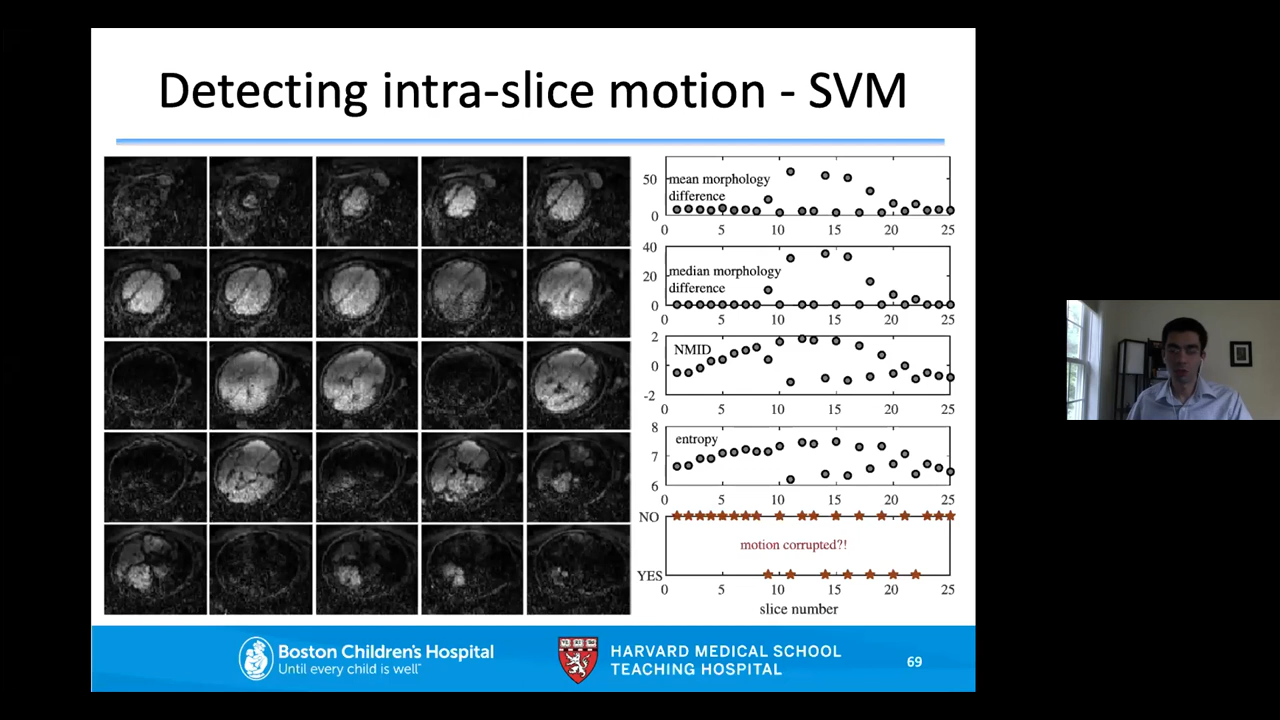 Detecting intra-slice motion - SVM
50
mean morphology
difference
0
0 5 10 15 20 25
40
20
median morphology
difference
0
0 5 10 15 20 25
2
NMID
0
-2
0 5 10 15 20 25
8
entropy
7
6
0 5 10 15 20 25
NO
motion corrupted?!
YES
0 5 10 15 20 25
slice number
Boston Children's Hospital
Until every child is well™
HARVARD MEDICAL SCHOOL
TEACHING HOSPITAL
69